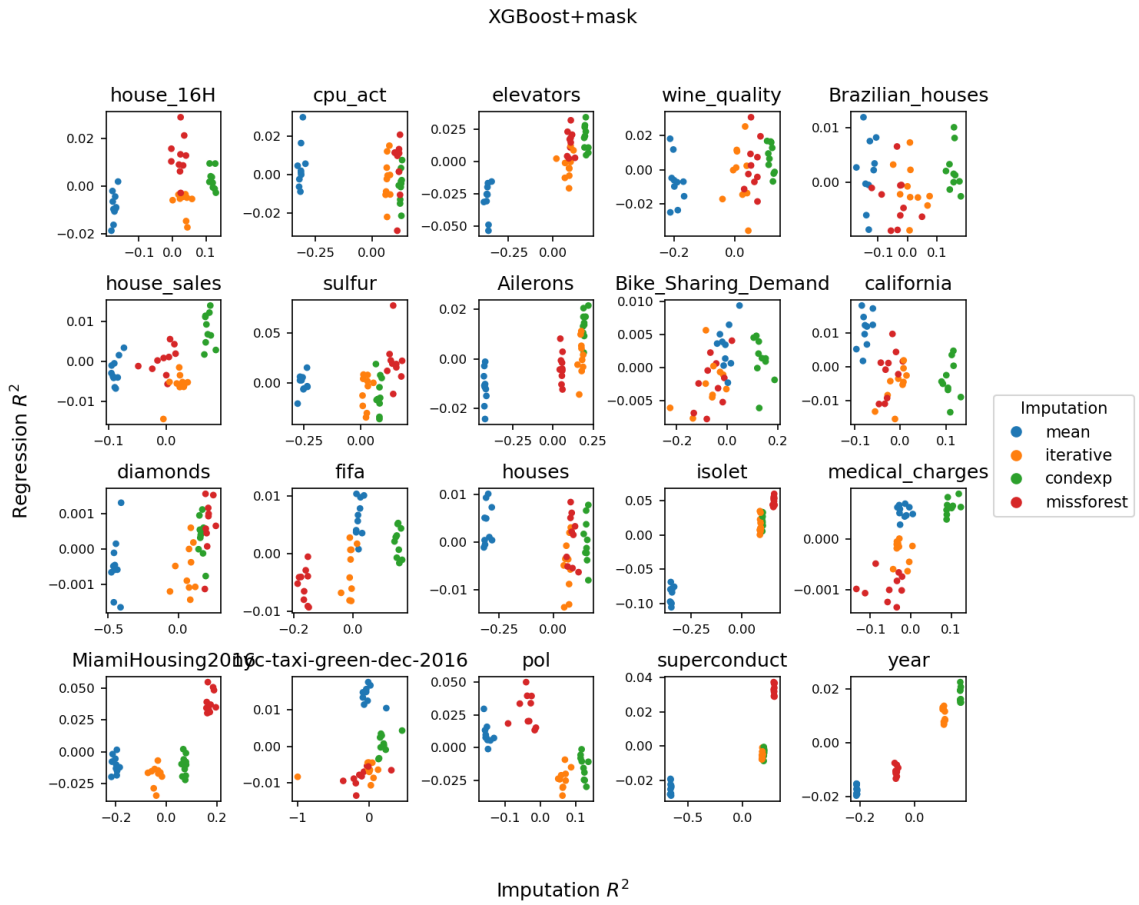 XGBoost+mask
house_16H cpu_act elevators wine_quality Brazilian_houses
0.02 0.00 −0.02
−0.1 0.0 0.1
0.02 0.00 −0.02
−0.25 0.00
0.025 0.000 −0.025 −0.050
−0.25 0.00
0.02 0.00 −0.02
−0.2 0.0
0.01 0.00
−0.1 0.1
house_sales sulfur Ailerons Bike_Sharing_Demand california
0.01 0.00 −0.01
−0.1 0.0
0.05 0.00
−0.25 0.00
0.02 0.00 −0.02
−0.25 0.00 0.25
0.010 0.005 0.000 −0.005
−0.2 0.0
0.01 0.00 −0.01
−0.1 0.0 0.1
diamonds fifa houses isolet medical_charges
0.001 0.000 −0.001
−0.5 0.0
0.01 0.00 −0.01
−0.2 0.0
0.01 0.00 −0.01
−0.25 0.00
0.05 0.00 −0.05 −0.10
−0.25 0.00
0.000 −0.001
−0.1 0.0 0.1
MiamiHousing2016 nyc-taxi-green-dec-2016 pol superconduct year
0.050 0.025 0.000 −0.025
−0.2 0.0 0.2
0.01 0.00 −0.01
−1 0
0.050 0.025 0.000 −0.025
−0.1 0.0 0.1
0.04 0.02 0.00 −0.02
−0.5 0.0
0.02 0.00 −0.02
−0.2 0.0
Regression R²
Imputation R²
Imputation
mean
iterative
condexp
missforest